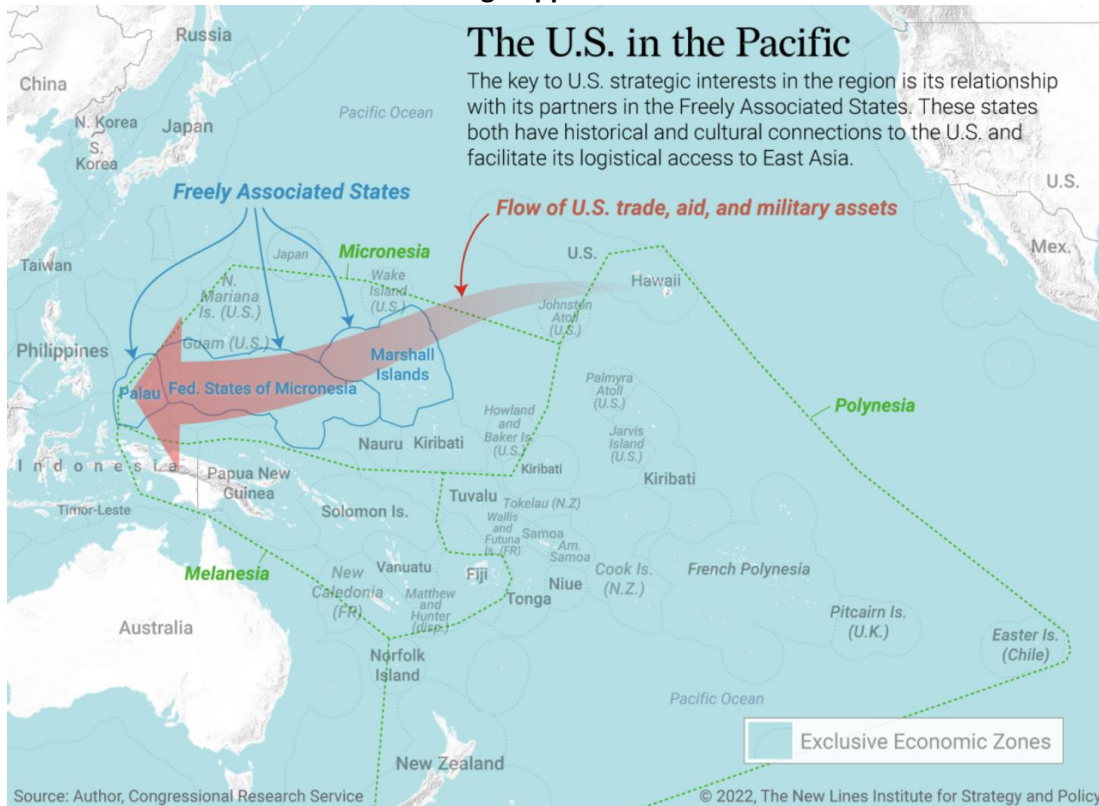 The U.S. in the Pacific
The key to U.S. strategic interests in the region is its relationship
with its partners in the Freely Associated States. These states
both have historical and cultural connections to the U.S. and
facilitate its logistical access to East Asia.
Russia
China
Pacific Ocean
N. Korea
Japan
S.
Korea
U.S.
Freely Associated States
Flow of U.S. trade, aid, and military assets
Mex.
Taiwan
Japan
Micronesia
U.S.
Hawaii
Wake
Island
(U.S.)
N.
Mariana
Is. (U.S.)
Johnston
Atoll
(U.S.)
Guam (U.S.)
Philippines
Marshall
Islands
Palau
Fed. States of Micronesia
Palmyra
Atoll
(U.S.)
Polynesia
Howland
and
Baker Is.
(U.S.)
Jarvis
Island
(U.S.)
Nauru
Kiribati
Kiribati
Kiribati
Indonesia
Papua New
Guinea
Timor-Leste
Solomon Is.
Tuvalu
Tokelau (N.Z)
Wallis
and
Futuna
Is. (FR)
Samoa
Am.
Samoa
Melanesia
New
Caledonia
(FR)
Vanuatu
Fiji
Matthew
and
Hunter
(disp.)
Tonga
Niue
Cook Is.
(N.Z.)
French Polynesia
Pitcairn Is.
(U.K.)
Easter Is.
(Chile)
Australia
Norfolk
Island
Pacific Ocean
New Zealand
Exclusive Economic Zones
Source: Author, Congressional Research Service
© 2022, The New Lines Institute for Strategy and Policy